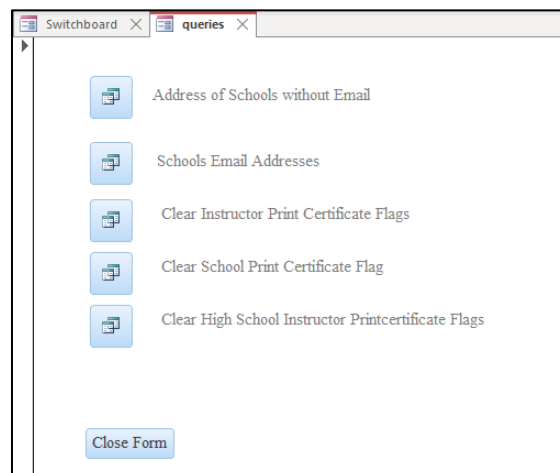 Switchboard
queries
Address of Schools without Email
Schools Email Addresses
Clear Instructor Print Certificate Flags
Clear School Print Certificate Flag
Clear High School Instructor Printcertificate Flags
Close Form